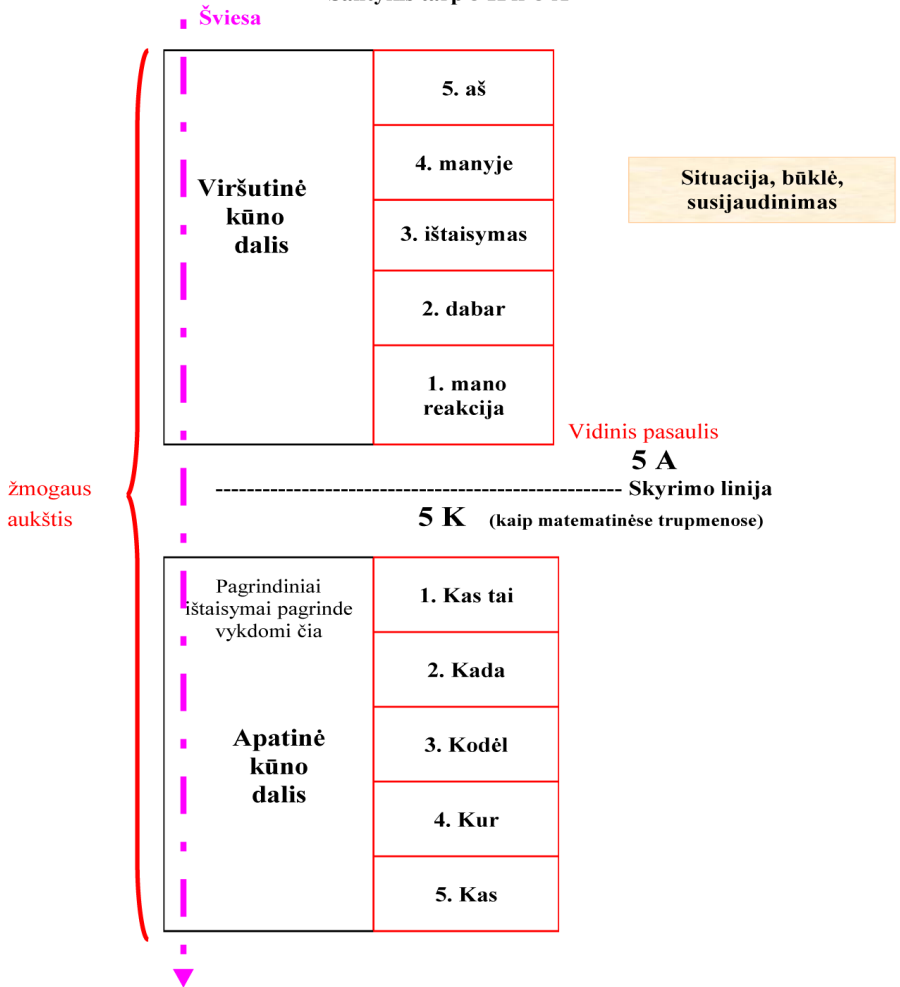 Šviesa
5. aš
4. manyje
Situacija, būklė,
susijaudinimas
Viršutinė
kūno
dalis
3. ištaisymas
2. dabar
1. mano
reakcija
Vidinis pasaulis
5 A
žmogaus
aukštis
--------------------------------------------------------- Skyrimo linija
5 K (kaip matematinėse trupmenose)
Pagrindiniai
ištaisymai pagrinde
vykdomi čia
1. Kas tai
2. Kada
Apatinė
kūno
dalis
3. Kodėl
4. Kur
5. Kas